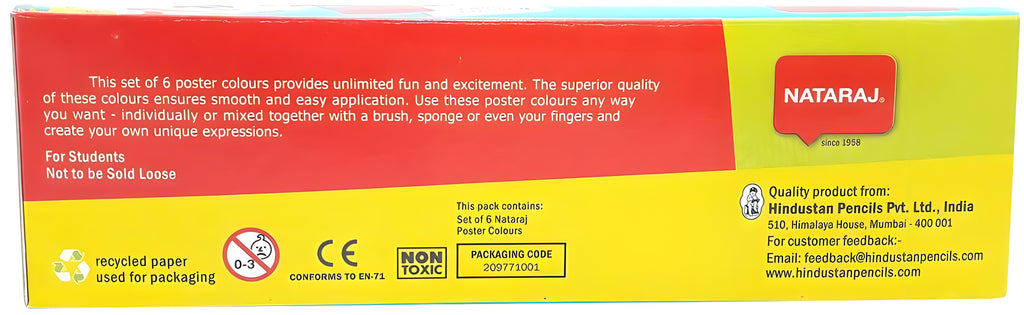 This set of 6 poster colours provides unlimited fun and excitement. The superior quality
of these colours ensures smooth and easy application. Use these poster colours any way
you want - individually or mixed together with a brush, sponge or even your fingers and
create your own unique expressions.
For Students
Not to be Sold Loose
NATARAJ®
since 1958
This pack contains:
Set of 6 Nataraj
Poster Colours
recycled paper
used for packaging
0-3
CE
CONFORMS TO EN-71
NON
TOXIC
PACKAGING CODE
209771001
Quality product from:
Hindustan Pencils Pvt. Ltd., India
510, Himalaya House, Mumbai - 400 001
For customer feedback:-
Email: feedback@hindustanpencils.com
www.hindustanpencils.com